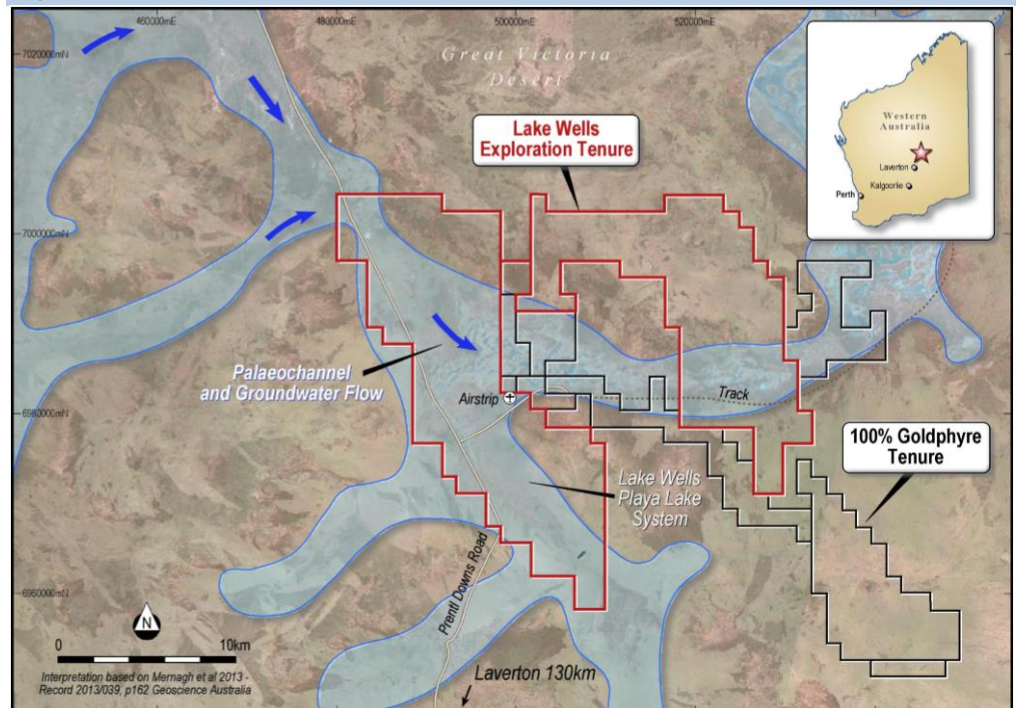 460000mE
480000mE
500000mE
520000mE
7020000mN
Great Victoria
Desert
Western
Australia
Laverton
Kalgoorlie
Perth
Lake Wells
Exploration Tenure
7000000mN
Palaeochannel
and Groundwater Flow
Airstrip
Track
6980000mN
100% Goldphyre
Tenure
Lake Wells
Playa Lake
System
Prenti Downs Road
6960000mN
N
0
10km
Interpretation based on Mernagh et al 2013 -
Record 2013/039, p162 Geoscience Australia
Laverton 130km